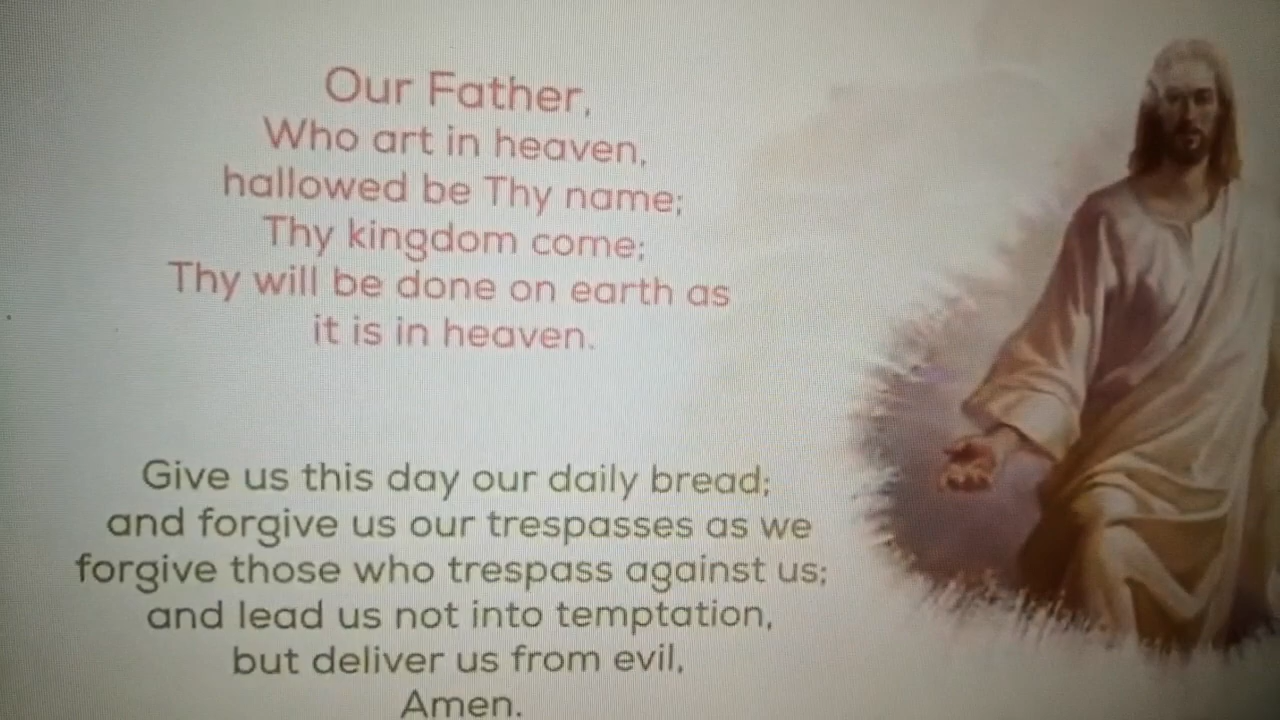 Our Father,
Who art in heaven,
hallowed be Thy name;
Thy kingdom come;
Thy will be done on earth as
it is in heaven.
Give us this day our daily bread;
and forgive us our trespasses as we
forgive those who trespass against us;
and lead us not into temptation,
but deliver us from evil,
Amen.